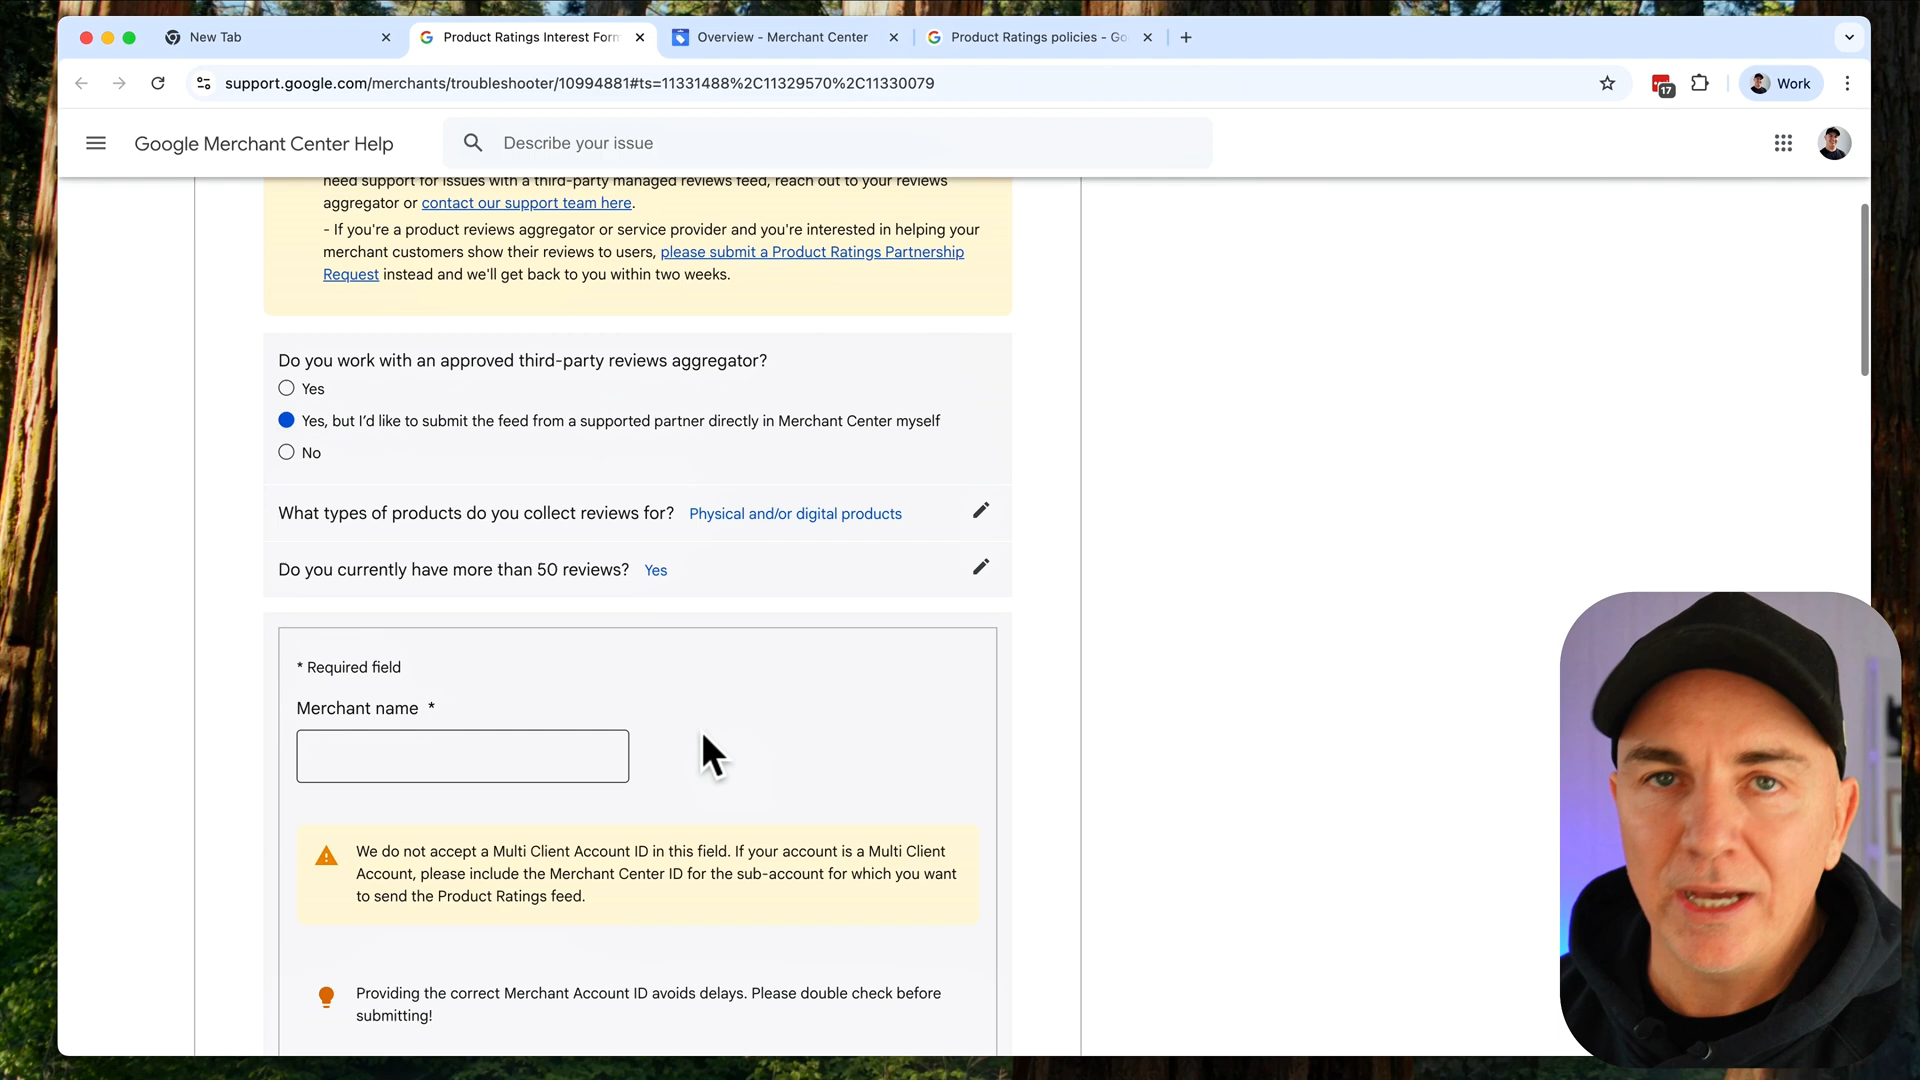 New Tab
Product Ratings Interest Form
Overview - Merchant Center
Product Ratings policies - Go
support.google.com/merchants/troubleshooter/10994881#ts=11331488%2C11329570%2C11330079
17
Work
Google Merchant Center Help
Describe your issue
need support for issues with a third-party managed reviews feed, reach out to your reviews
aggregator or contact our support team here.
- If you're a product reviews aggregator or service provider and you're interested in helping your
merchant customers show their reviews to users, please submit a Product Ratings Partnership
Request instead and we'll get back to you within two weeks.
Do you work with an approved third-party reviews aggregator?
Yes
Yes, but I'd like to submit the feed from a supported partner directly in Merchant Center myself
No
What types of products do you collect reviews for? Physical and/or digital products
Do you currently have more than 50 reviews? Yes
* Required field
Merchant name *
We do not accept a Multi Client Account ID in this field. If your account is a Multi Client
Account, please include the Merchant Center ID for the sub-account for which you want
to send the Product Ratings feed.
Providing the correct Merchant Account ID avoids delays. Please double check before
submitting!